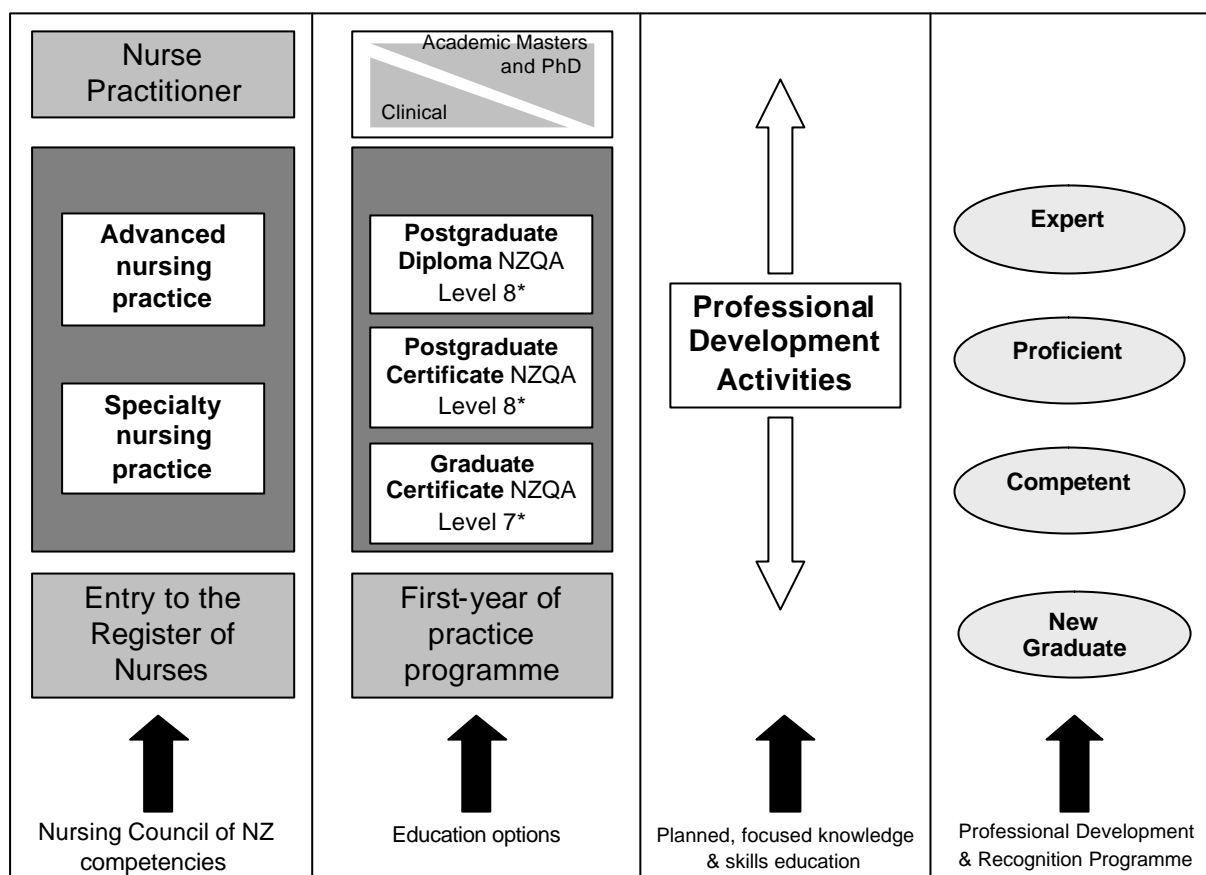 Nurse
Practitioner
Advanced
nursing
practice
Specialty
nursing
practice
Entry to the
Register of
Nurses
Nursing Council of NZ
competencies
Academic Masters
and PhD
Clinical
Postgraduate
Diploma NZQA
Level 8*
Postgraduate
Certificate NZQA
Level 8*
Graduate
Certificate NZQA
Level 7*
First-year of
practice
programme
Education options
Professional
Development
Activities
Planned, focused knowledge
& skills education
Expert
Proficient
Competent
New
Graduate
Professional Development
& Recognition Programme